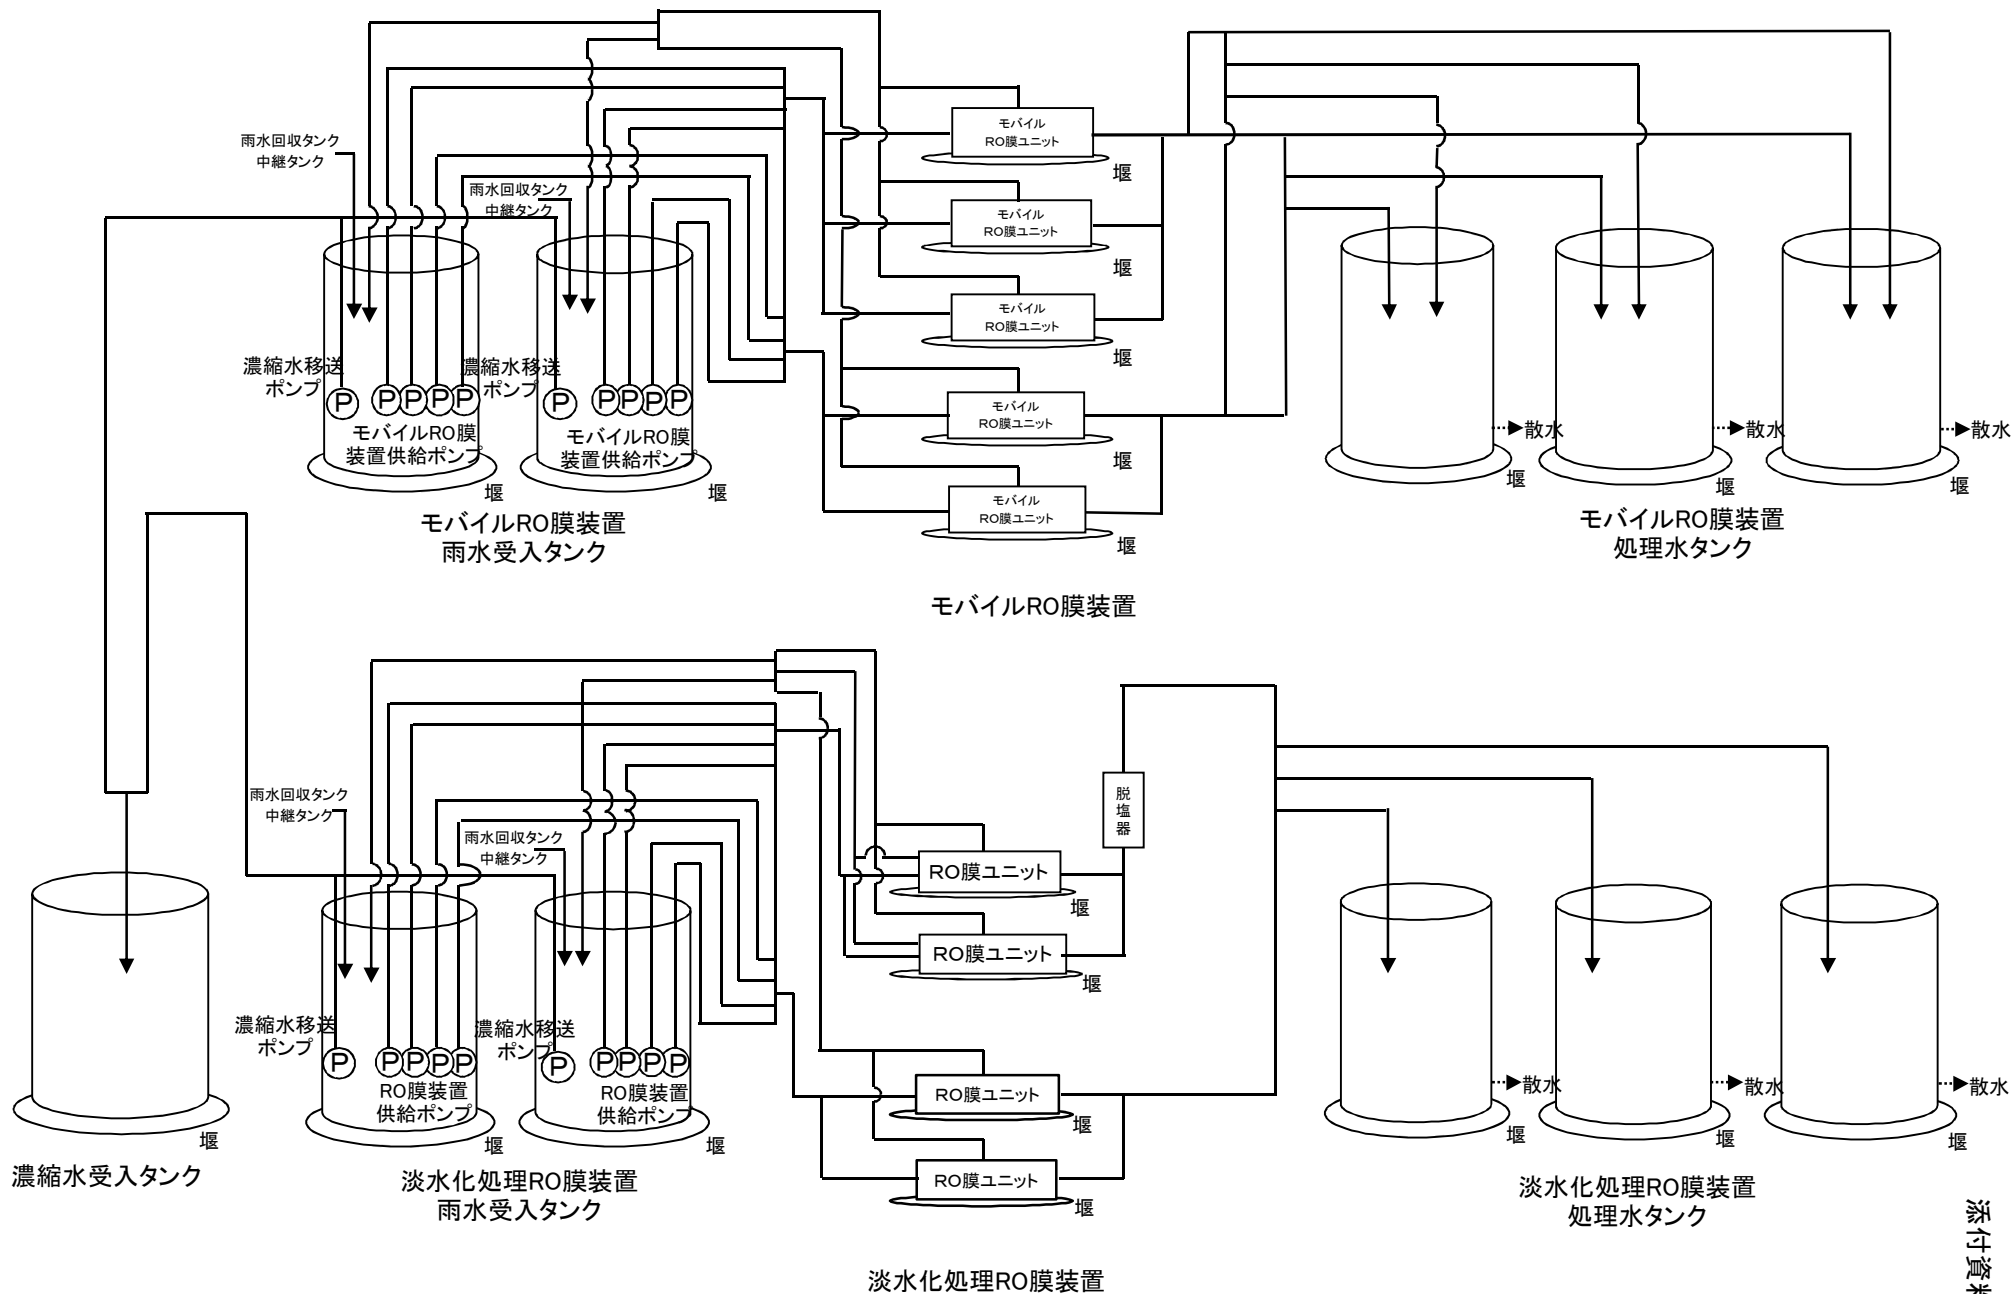 雨水回収タンク
中継タンク
雨水回収タンク
中継タンク
モバイル
RO膜ユニット
堰
モバイル
RO膜ユニット
堰
モバイル
RO膜ユニット
堰
モバイル
RO膜ユニット
堰
モバイル
RO膜ユニット
堰
濃縮水移送
ポンプ
P
P
P
P
P
モバイルRO膜
装置供給ポンプ
堰
濃縮水移送
ポンプ
P
P
P
P
P
モバイルRO膜
装置供給ポンプ
堰
モバイルRO膜装置
雨水受入タンク
モバイルRO膜装置
散水
堰
散水
堰
散水
堰
モバイルRO膜装置
処理水タンク
雨水回収タンク
中継タンク
雨水回収タンク
中継タンク
脱
塩
器
RO膜ユニット
堰
RO膜ユニット
堰
RO膜ユニット
堰
RO膜ユニット
堰
濃縮水移送
ポンプ
P
P
P
P
P
RO膜装置
供給ポンプ
堰
濃縮水移送
ポンプ
P
P
P
P
P
RO膜装置
供給ポンプ
堰
堰
濃縮水受入タンク
淡水化処理RO膜装置
雨水受入タンク
淡水化処理RO膜装置
散水
堰
散水
堰
散水
堰
淡水化処理RO膜装置
処理水タンク
添付資料